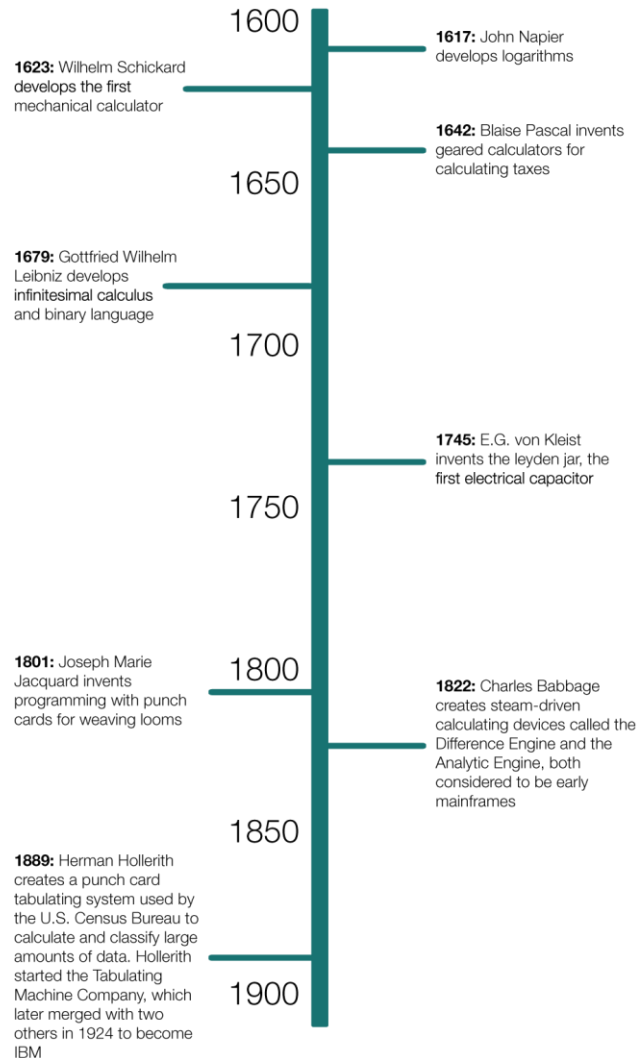 1600
1617: John Napier
develops logarithms
1623: Wilhelm Schickard
develops the first
mechanical calculator
1642: Blaise Pascal invents
geared calculators for
calculating taxes
1650
1679: Gottfried Wilhelm
Leibniz develops
infinitesimal calculus
and binary language
1700
1745: E.G. von Kleist
invents the leyden jar, the
first electrical capacitor
1750
1801: Joseph Marie
Jacquard invents
programming with punch
cards for weaving looms
1800
1822: Charles Babbage
creates steam-driven
calculating devices called the
Difference Engine and the
Analytic Engine, both
considered to be early
mainframes
1850
1889: Herman Hollerith
creates a punch card
tabulating system used by
the U.S. Census Bureau to
calculate and classify large
amounts of data. Hollerith
started the Tabulating
Machine Company, which
later merged with two
others in 1924 to become
IBM
1900